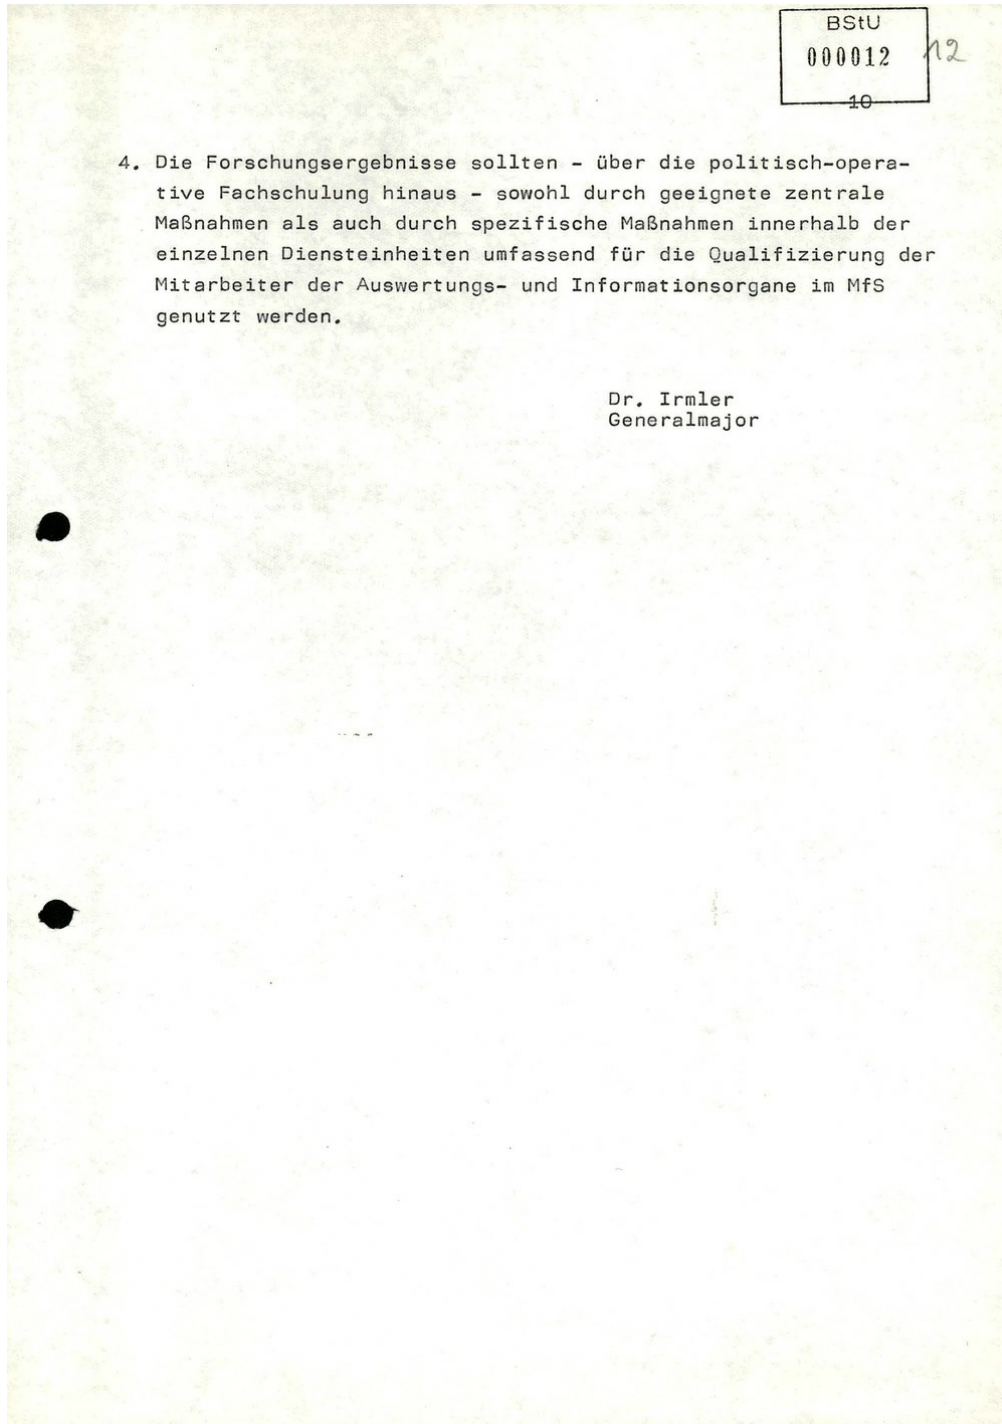 BStU
000012
12
10
4. Die Forschungsergebnisse sollten - über die politisch-opera-
tive Fachschulung hinaus - sowohl durch geeignete zentrale
Maßnahmen als auch durch spezifische Maßnahmen innerhalb der
einzelnen Diensteinheiten umfassend für die Qualifizierung der
Mitarbeiter der Auswertungs- und Informationsorgane im MfS
genutzt werden.
Dr. Irmler
Generalmajor